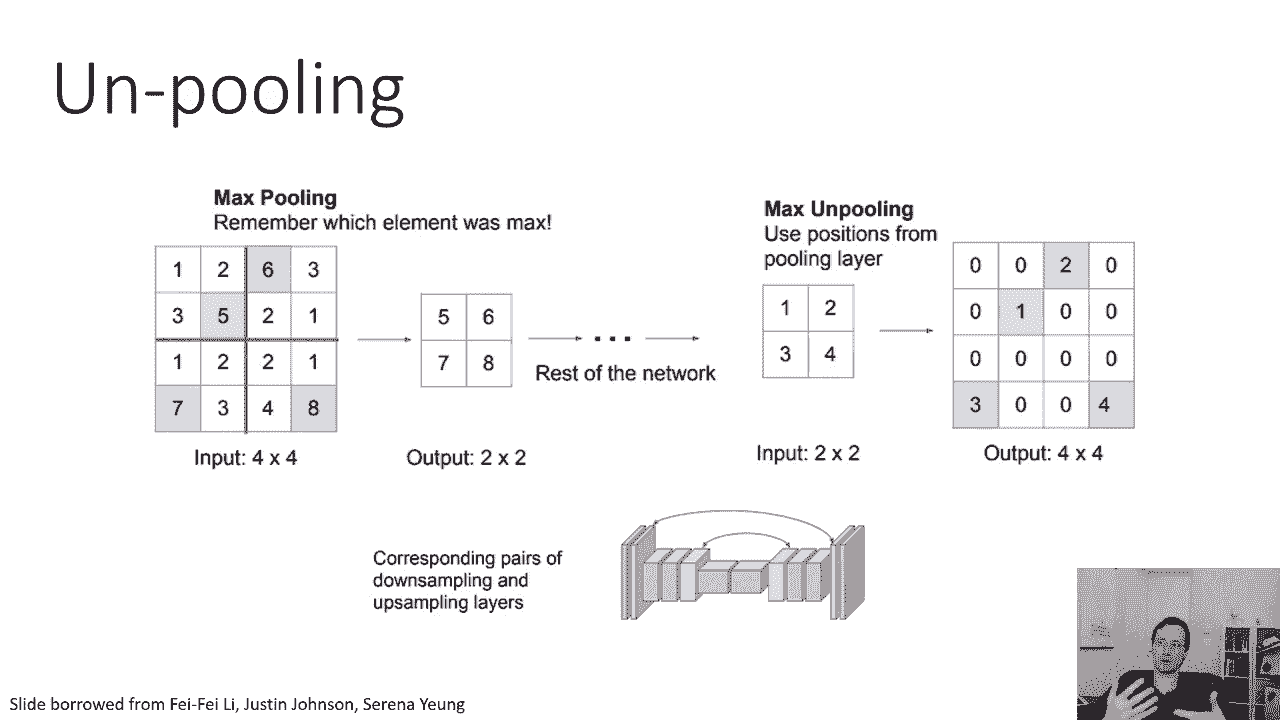 Un-pooling
Max Pooling
Remember which element was max!
1 2 6 3
3 5 2 1
1 2 2 1
7 3 4 8
Input: 4 x 4
5 6
7 8
Output: 2 x 2
Rest of the network
Max Unpooling
Use positions from
pooling layer
1 2
3 4
Input: 2 x 2
0 0 2 0
0 1 0 0
0 0 0 0
3 0 0 4
Output: 4 x 4
Corresponding pairs of
downsampling and
upsampling layers
Slide borrowed from Fei-Fei Li, Justin Johnson, Serena Yeung